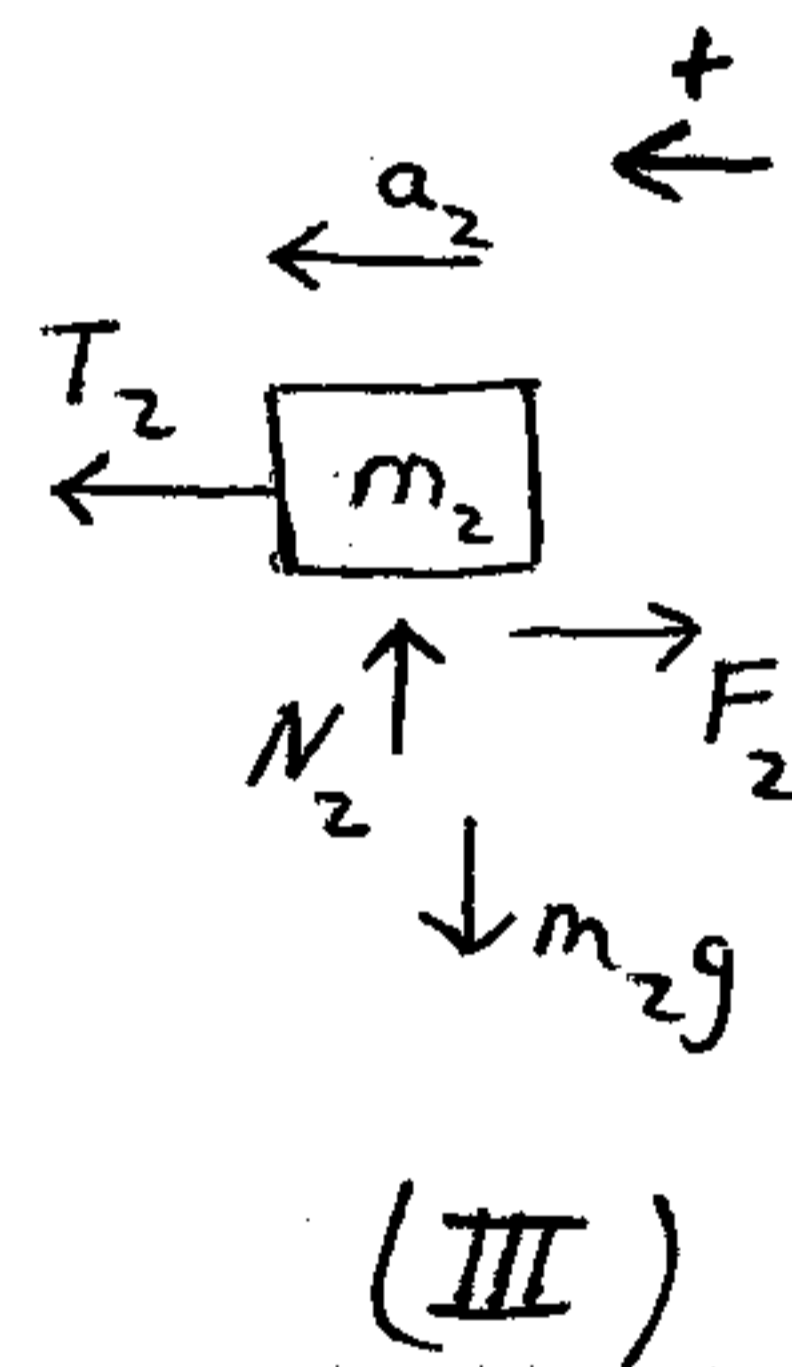 +
a₂
T₂
m₂
N₂
F₂
m₂g
(III)